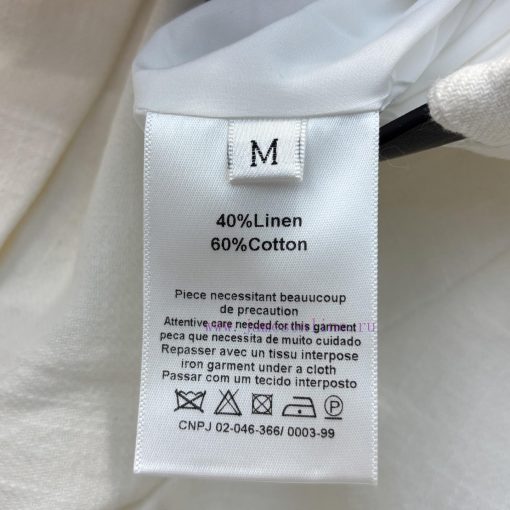 M
40%Linen
60%Cotton
Piece necessitant beauucoup
de precaution
Attentive care needed for this garment
peca que necessita de muito cuidado
Repasser avec un tissu interpose
iron garment under a cloth
Passar com um tecido interposto
P
CNPJ 02-046-366/ 0003-99